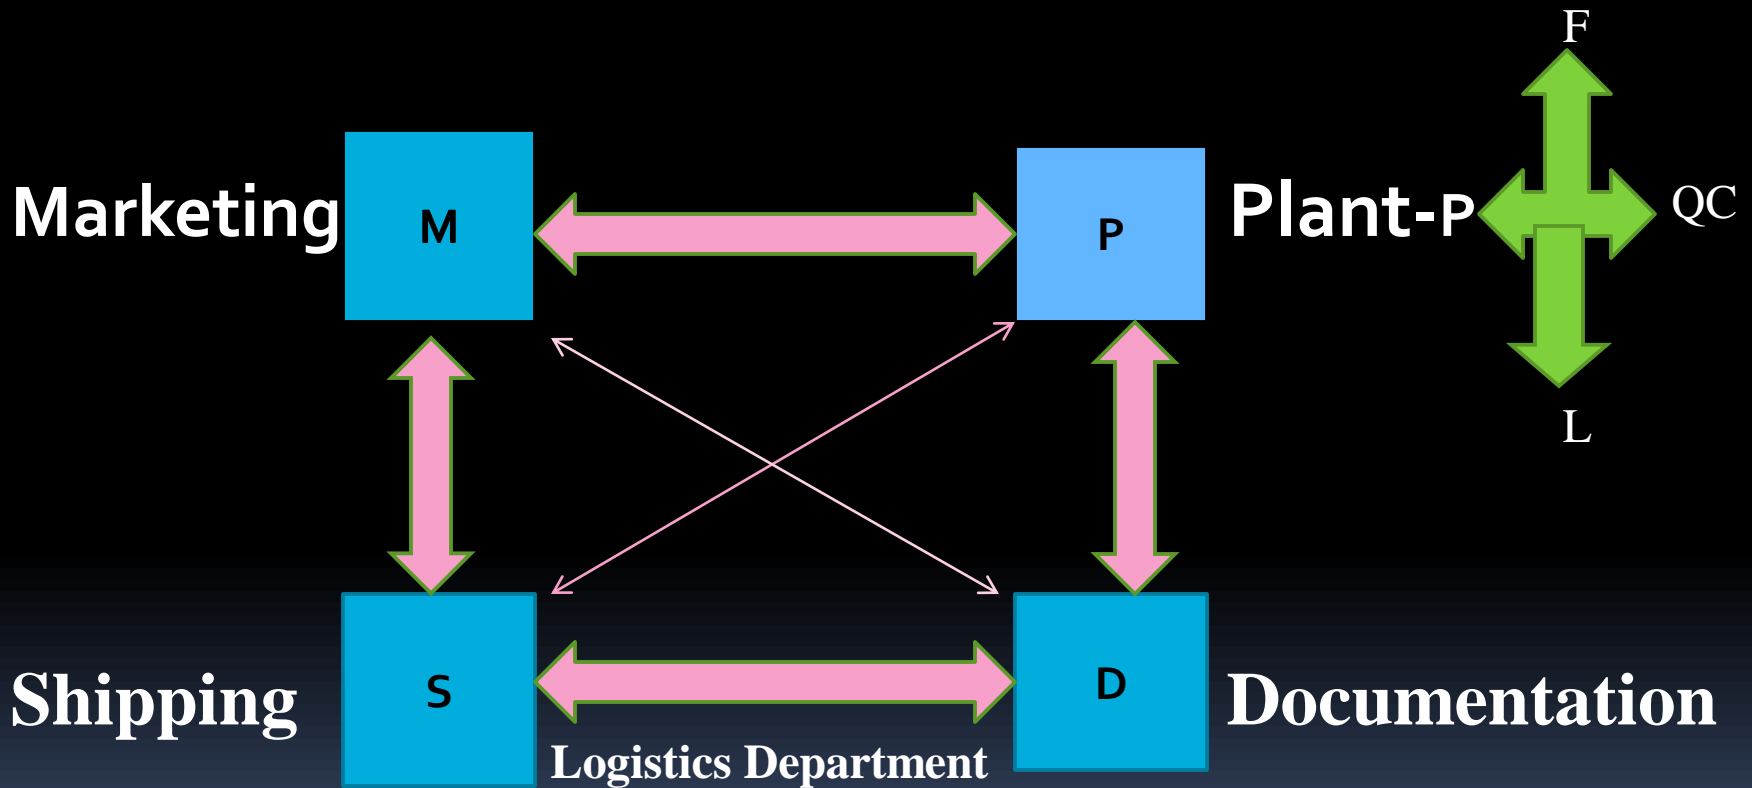 F
Marketing
M
P
Plant-P
QC
L
Shipping
S
D
Documentation
Logistics Department